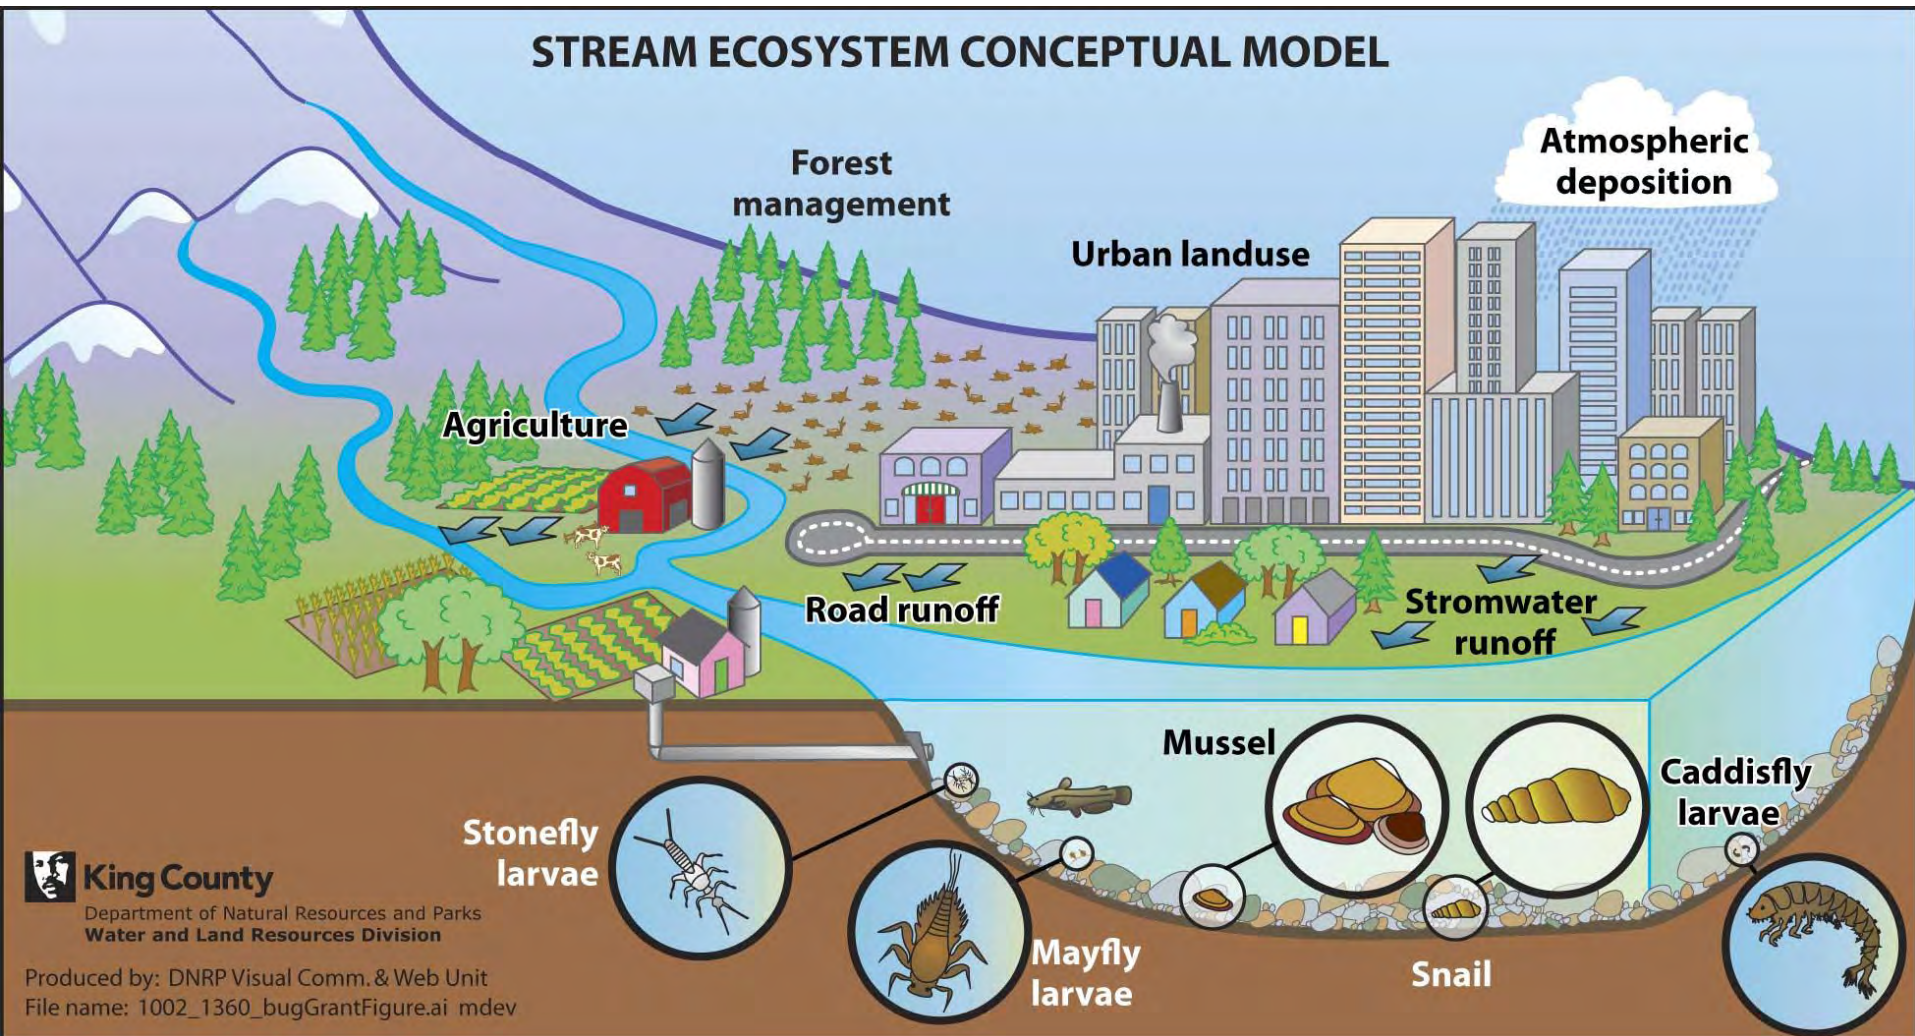 STREAM ECOSYSTEM CONCEPTUAL MODEL
Forest
management
Atmospheric
deposition
Urban landuse
Agriculture
Road runoff
Stromwater
runoff
Mussel
Caddisfly
larvae
Stonefly
larvae
Mayfly
larvae
Snail
King County
Department of Natural Resources and Parks
Water and Land Resources Division
Produced by: DNRP Visual Comm. & Web Unit
File name: 1002_1360_bugGrantFigure.ai mdev